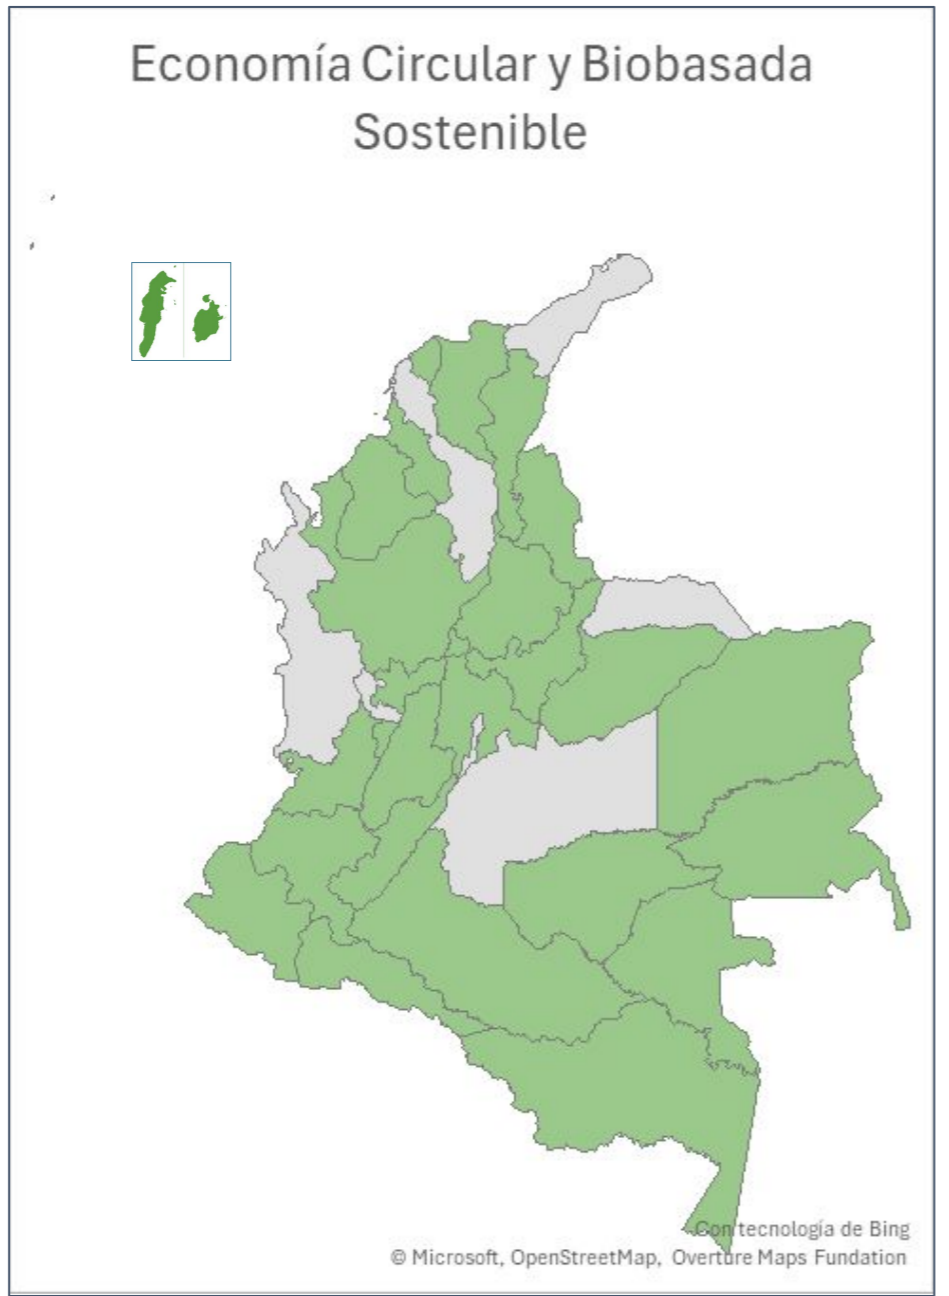 Economía Circular y Biobasada
Sostenible
Con tecnología de Bing
© Microsoft, OpenStreetMap, Overture Maps Fundation